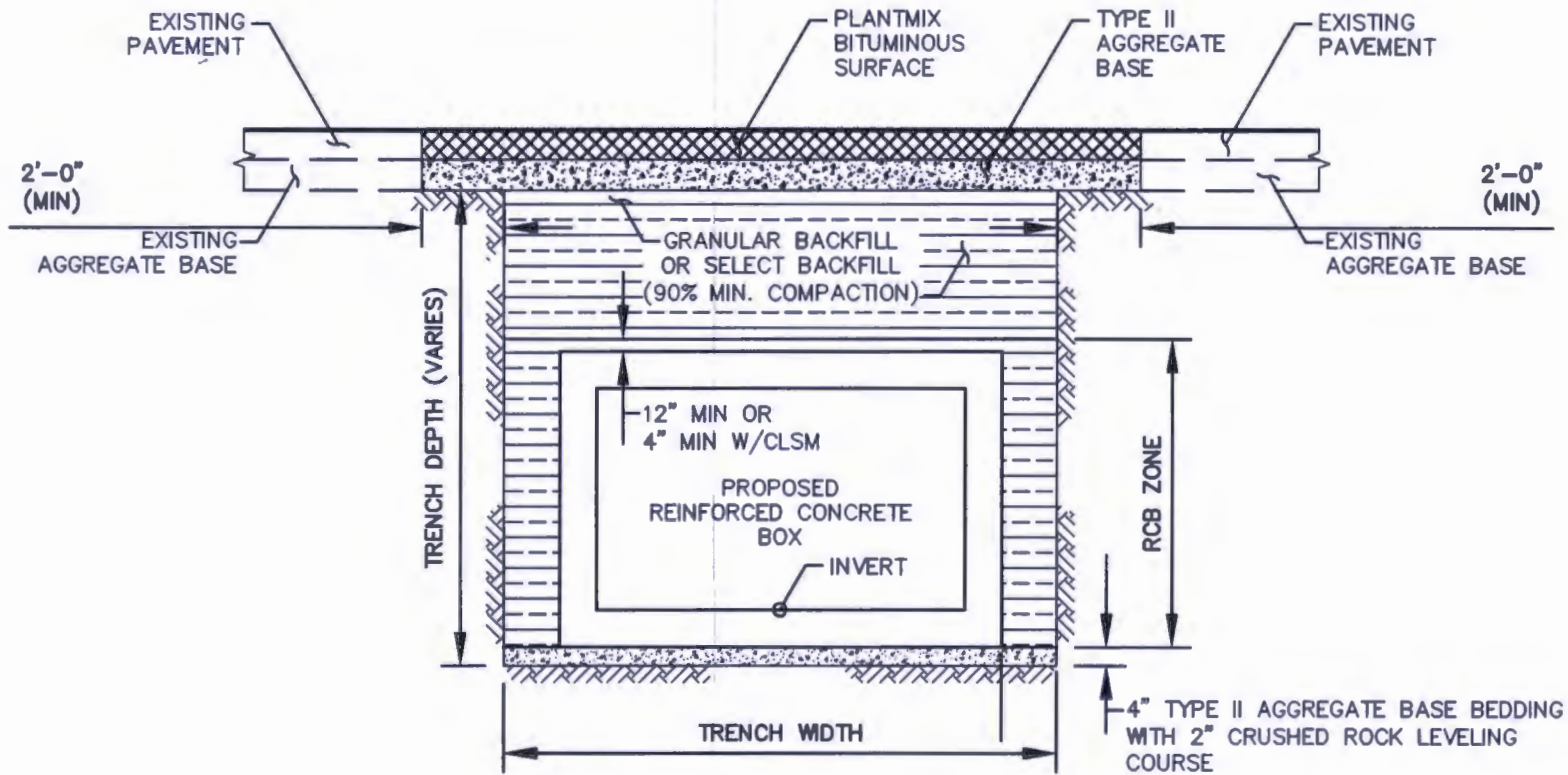 EXISTING
PAVEMENT
PLANTMIX
BITUMINOUS
SURFACE
TYPE II
AGGREGATE
BASE
EXISTING
PAVEMENT
2'-0"
(MIN)
2'-0"
(MIN)
EXISTING
AGGREGATE BASE
GRANULAR BACKFILL
OR SELECT BACKFILL
(90% MIN. COMPACTION)
EXISTING
AGGREGATE BASE
TRENCH DEPTH (VARIES)
12" MIN OR
4" MIN W/CLSM
PROPOSED
REINFORCED CONCRETE
BOX
INVERT
RCB ZONE
TRENCH WIDTH
4" TYPE II AGGREGATE BASE BEDDING
WITH 2" CRUSHED ROCK LEVELING
COURSE